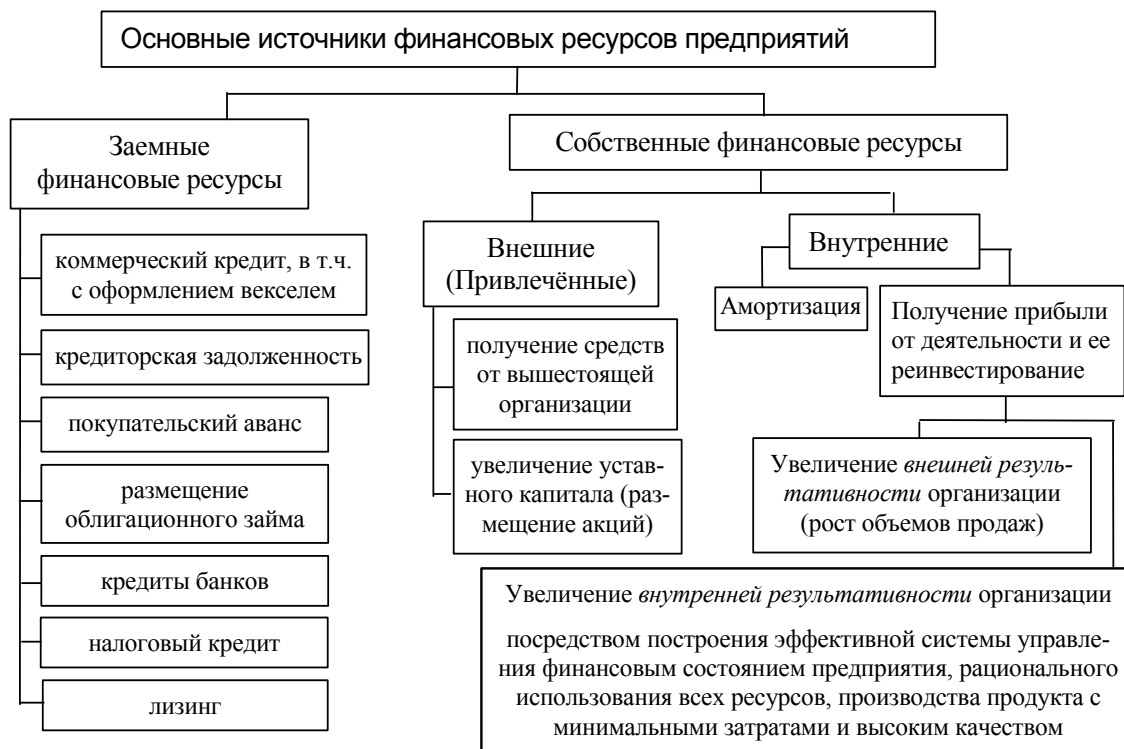 Основные источники финансовых ресурсов предприятий
Заемные
финансовые ресурсы
коммерческий кредит, в т.ч.
с оформлением векселем
кредиторская задолженность
покупательский аванс
размещение
облигационного займа
кредиты банков
налоговый кредит
лизинг
Собственные финансовые ресурсы
Внешние
(Привлечённые)
получение средств
от вышестоящей
организации
увеличение устав-
ного капитала (раз-
мещение акций)
Внутренние
Амортизация
Получение прибыли
от деятельности и ее
реинвестирование
Увеличение внешней резуль-
тативности организации
(рост объемов продаж)
Увеличение внутренней результативности организации
посредством построения эффективной системы управле-
ния финансовым состоянием предприятия, рационального
использования всех ресурсов, производства продукта с
минимальными затратами и высоким качеством